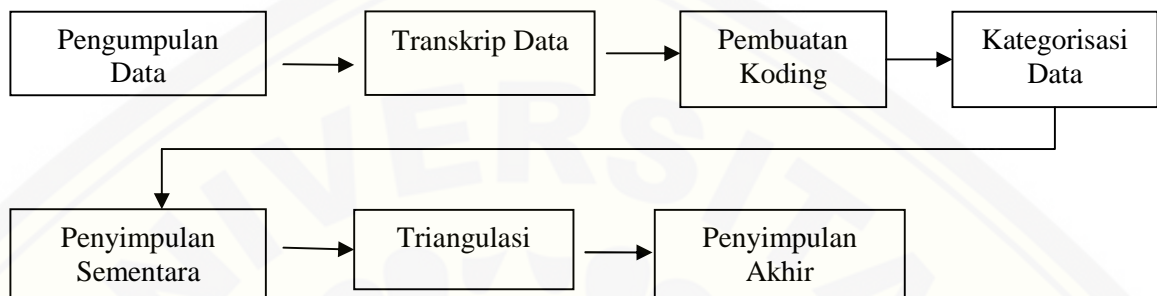 Pengumpulan
Data
Transkrip Data
Pembuatan
Koding
Kategorisasi
Data
Penyimpulan
Sementara
Triangulasi
Penyimpulan
Akhir